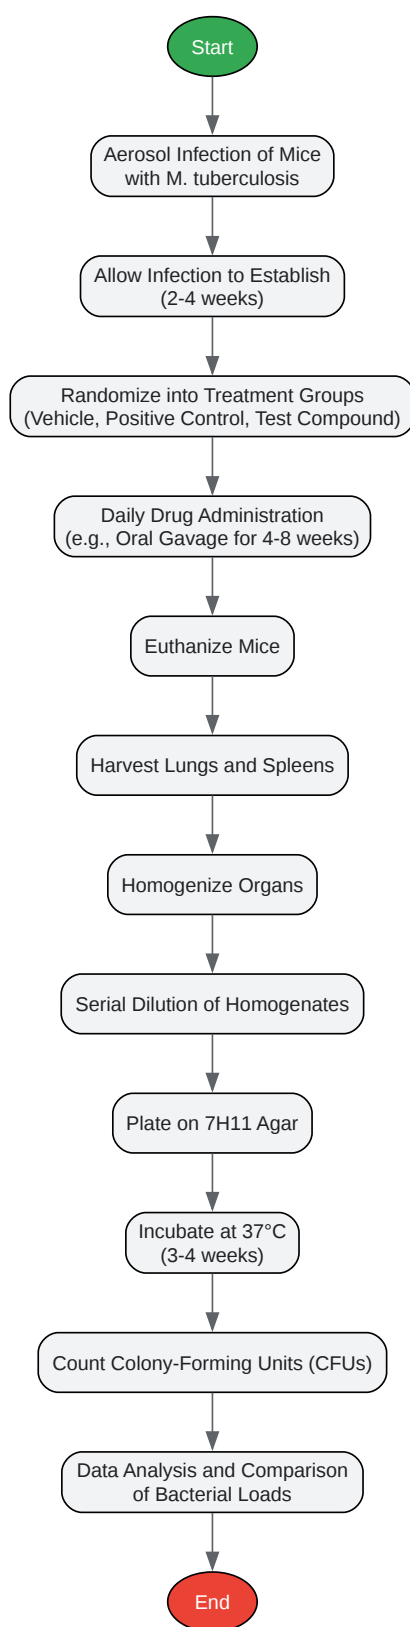 Start
Aerosol Infection of Mice
with M. tuberculosis
Allow Infection to Establish
(2-4 weeks)
Randomize into Treatment Groups
(Vehicle, Positive Control, Test Compound)
Daily Drug Administration
(e.g., Oral Gavage for 4-8 weeks)
Euthanize Mice
Harvest Lungs and Spleens
Homogenize Organs
Serial Dilution of Homogenates
Plate on 7H11 Agar
Incubate at 37°C
(3-4 weeks)
Count Colony-Forming Units (CFUs)
Data Analysis and Comparison
of Bacterial Loads
End